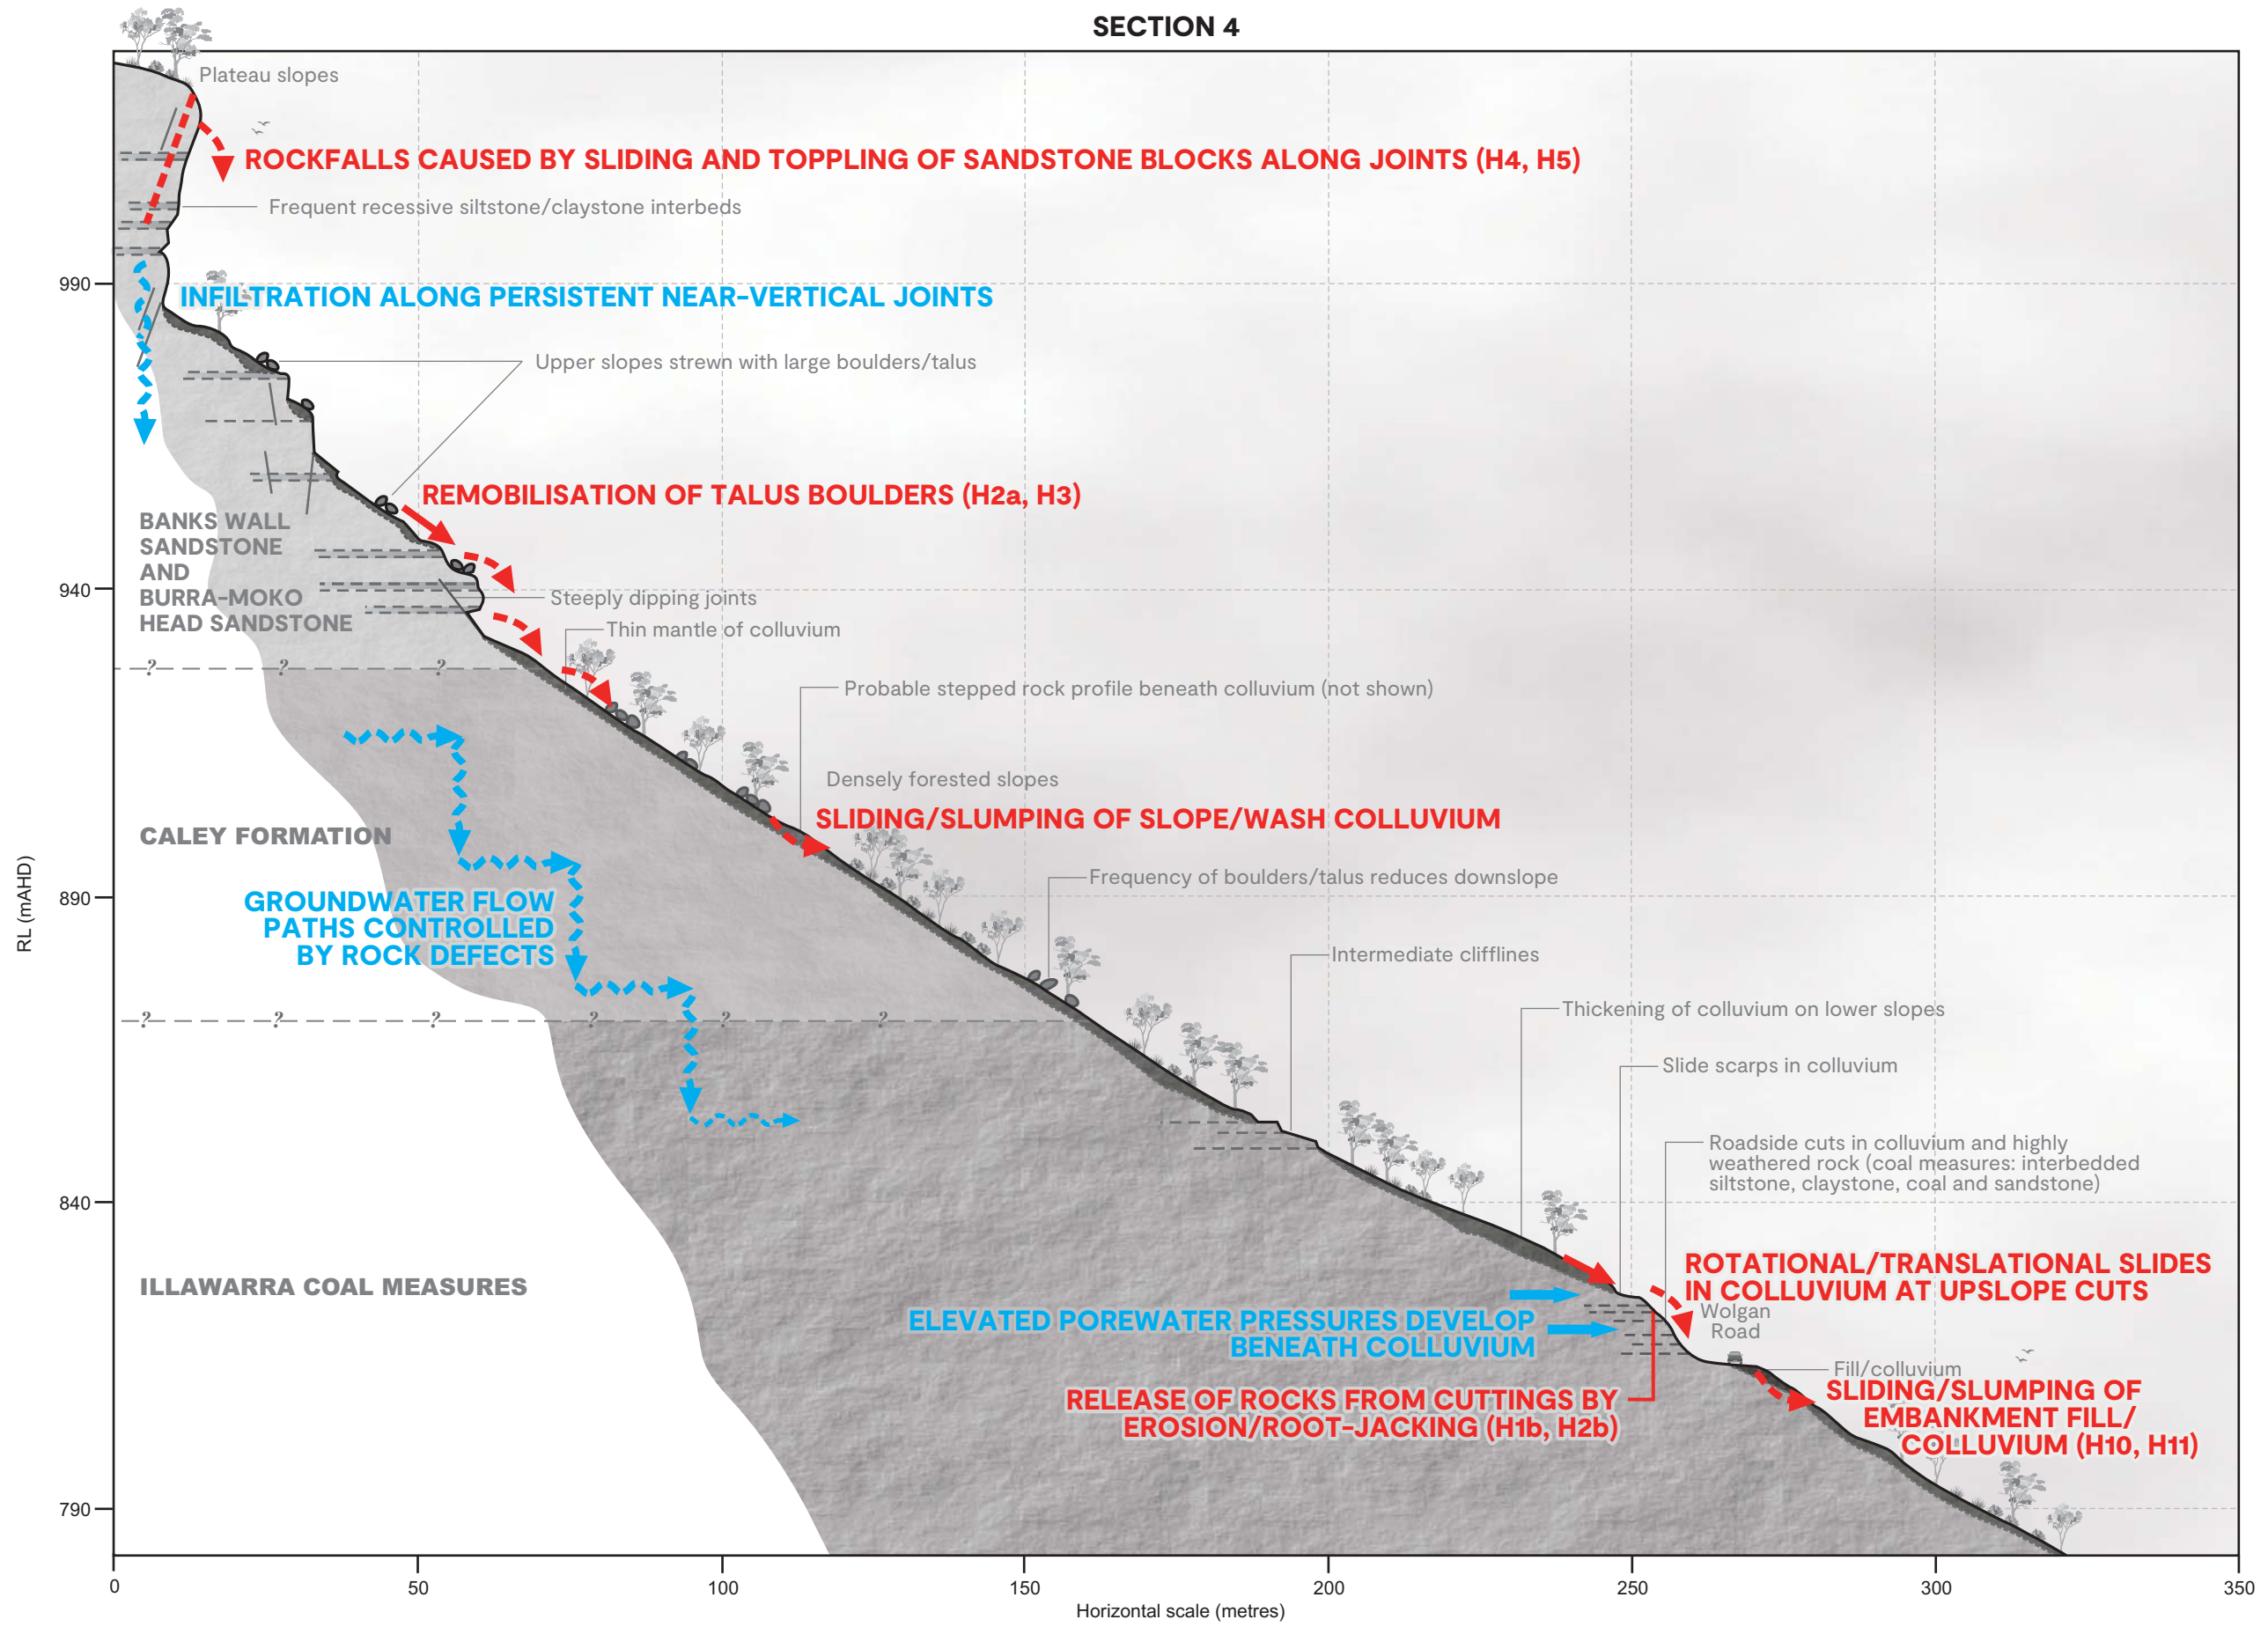 SECTION 4
Plateau slopes
ROCKFALLS CAUSED BY SLIDING AND TOPPLING OF SANDSTONE BLOCKS ALONG JOINTS (H4, H5)
Frequent recessive siltstone/claystone interbeds
990
INFILTRATION ALONG PERSISTENT NEAR-VERTICAL JOINTS
Upper slopes strewn with large boulders/talus
REMOBILISATION OF TALUS BOULDERS (H2a, H3)
BANKS WALL
SANDSTONE
AND
BURRA-MOKO
HEAD SANDSTONE
940
Steeply dipping joints
Thin mantle of colluvium
? ? ?
Probable stepped rock profile beneath colluvium (not shown)
Densely forested slopes
SLIDING/SLUMPING OF SLOPE/WASH COLLUVIUM
CALEY FORMATION
Frequency of boulders/talus reduces downslope
890
RL (mAHD)
GROUNDWATER FLOW
PATHS CONTROLLED
BY ROCK DEFECTS
Intermediate clifflines
? ? ? ? ? ?
Thickening of colluvium on lower slopes
Slide scarps in colluvium
Roadside cuts in colluvium and highly
weathered rock (coal measures: interbedded
siltstone, claystone, coal and sandstone)
840
ILLAWARRA COAL MEASURES
ROTATIONAL/TRANSLATIONAL SLIDES
IN COLLUVIUM AT UPSLOPE CUTS
Wolgan
Road
ELEVATED POREWATER PRESSURES DEVELOP
BENEATH COLLUVIUM
Fill/colluvium
RELEASE OF ROCKS FROM CUTTINGS BY
EROSION/ROOT-JACKING (H1b, H2b)
SLIDING/SLUMPING OF
EMBANKMENT FILL/
COLLUVIUM (H10, H11)
790
0 50 100 150 200 250 300 350
Horizontal scale (metres)